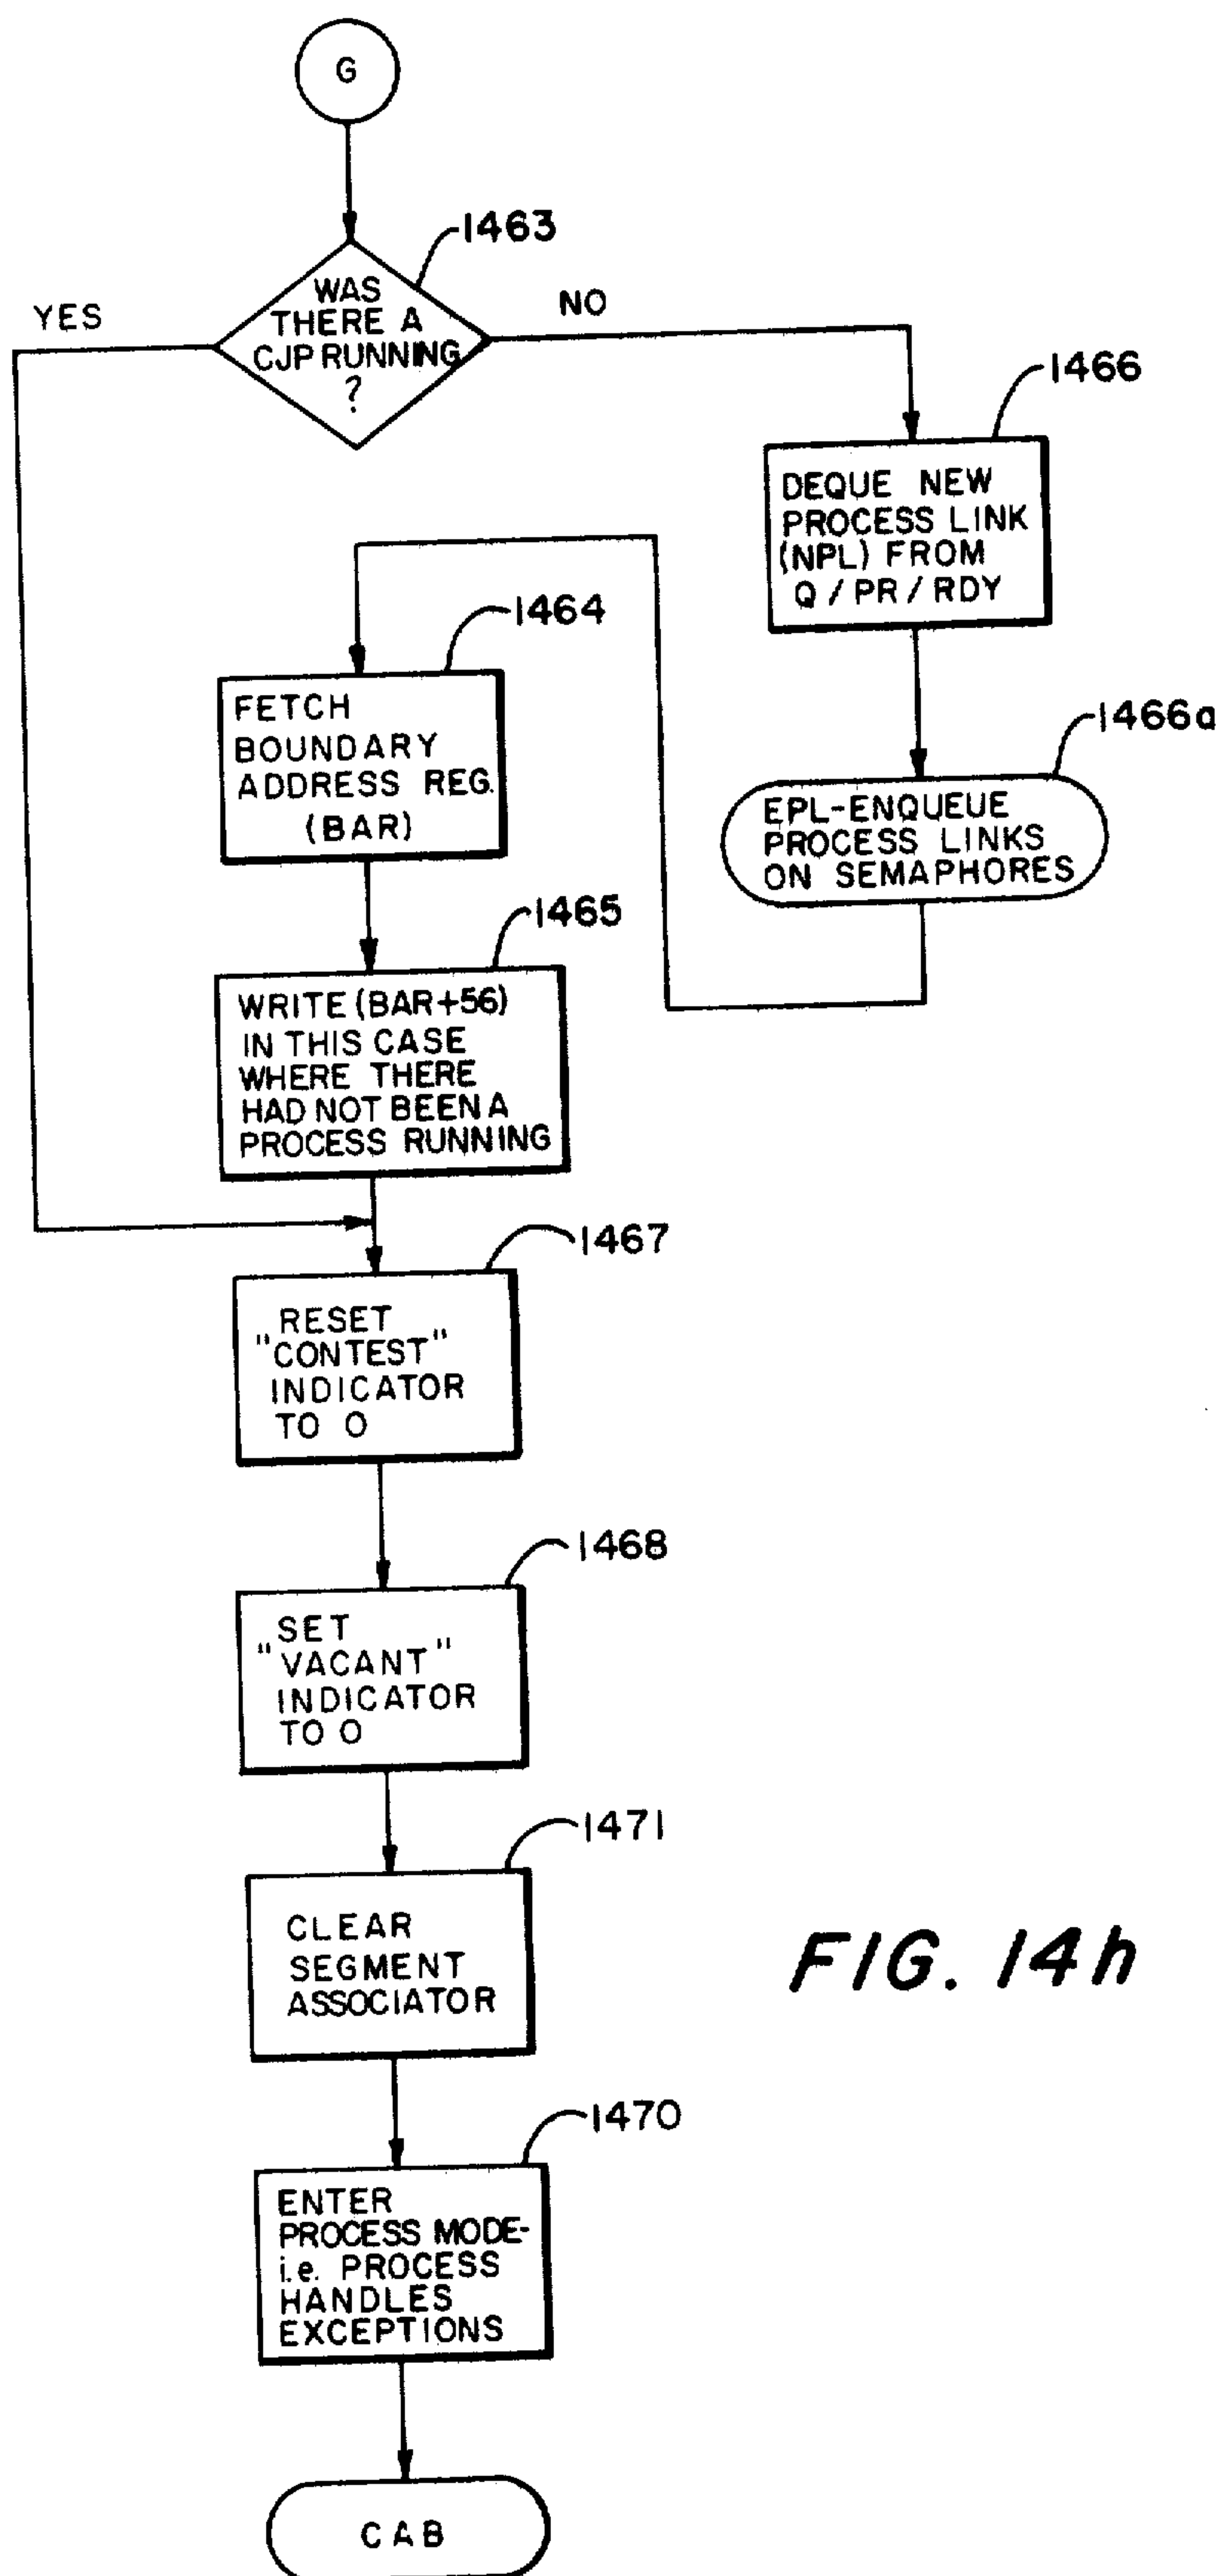 G
1463
WAS
THERE A
CJP RUNNING
?
YES
NO
1466
DEQUE NEW
PROCESS LINK
(NPL) FROM
Q / PR / RDY
1464
FETCH
BOUNDARY
ADDRESS REG.
(BAR)
1466a
EPL-ENQUEUE
PROCESS LINKS
ON SEMAPHORES
1465
WRITE (BAR+56)
IN THIS CASE
WHERE THERE
HAD NOT BEEN A
PROCESS RUNNING
1467
RESET
"CONTEST"
INDICATOR
TO 0
1468
SET
"VACANT"
INDICATOR
TO 0
1471
CLEAR
SEGMENT
ASSOCIATOR
FIG. 14h
1470
ENTER
PROCESS MODE-
i.e. PROCESS
HANDLES
EXCEPTIONS
CAB